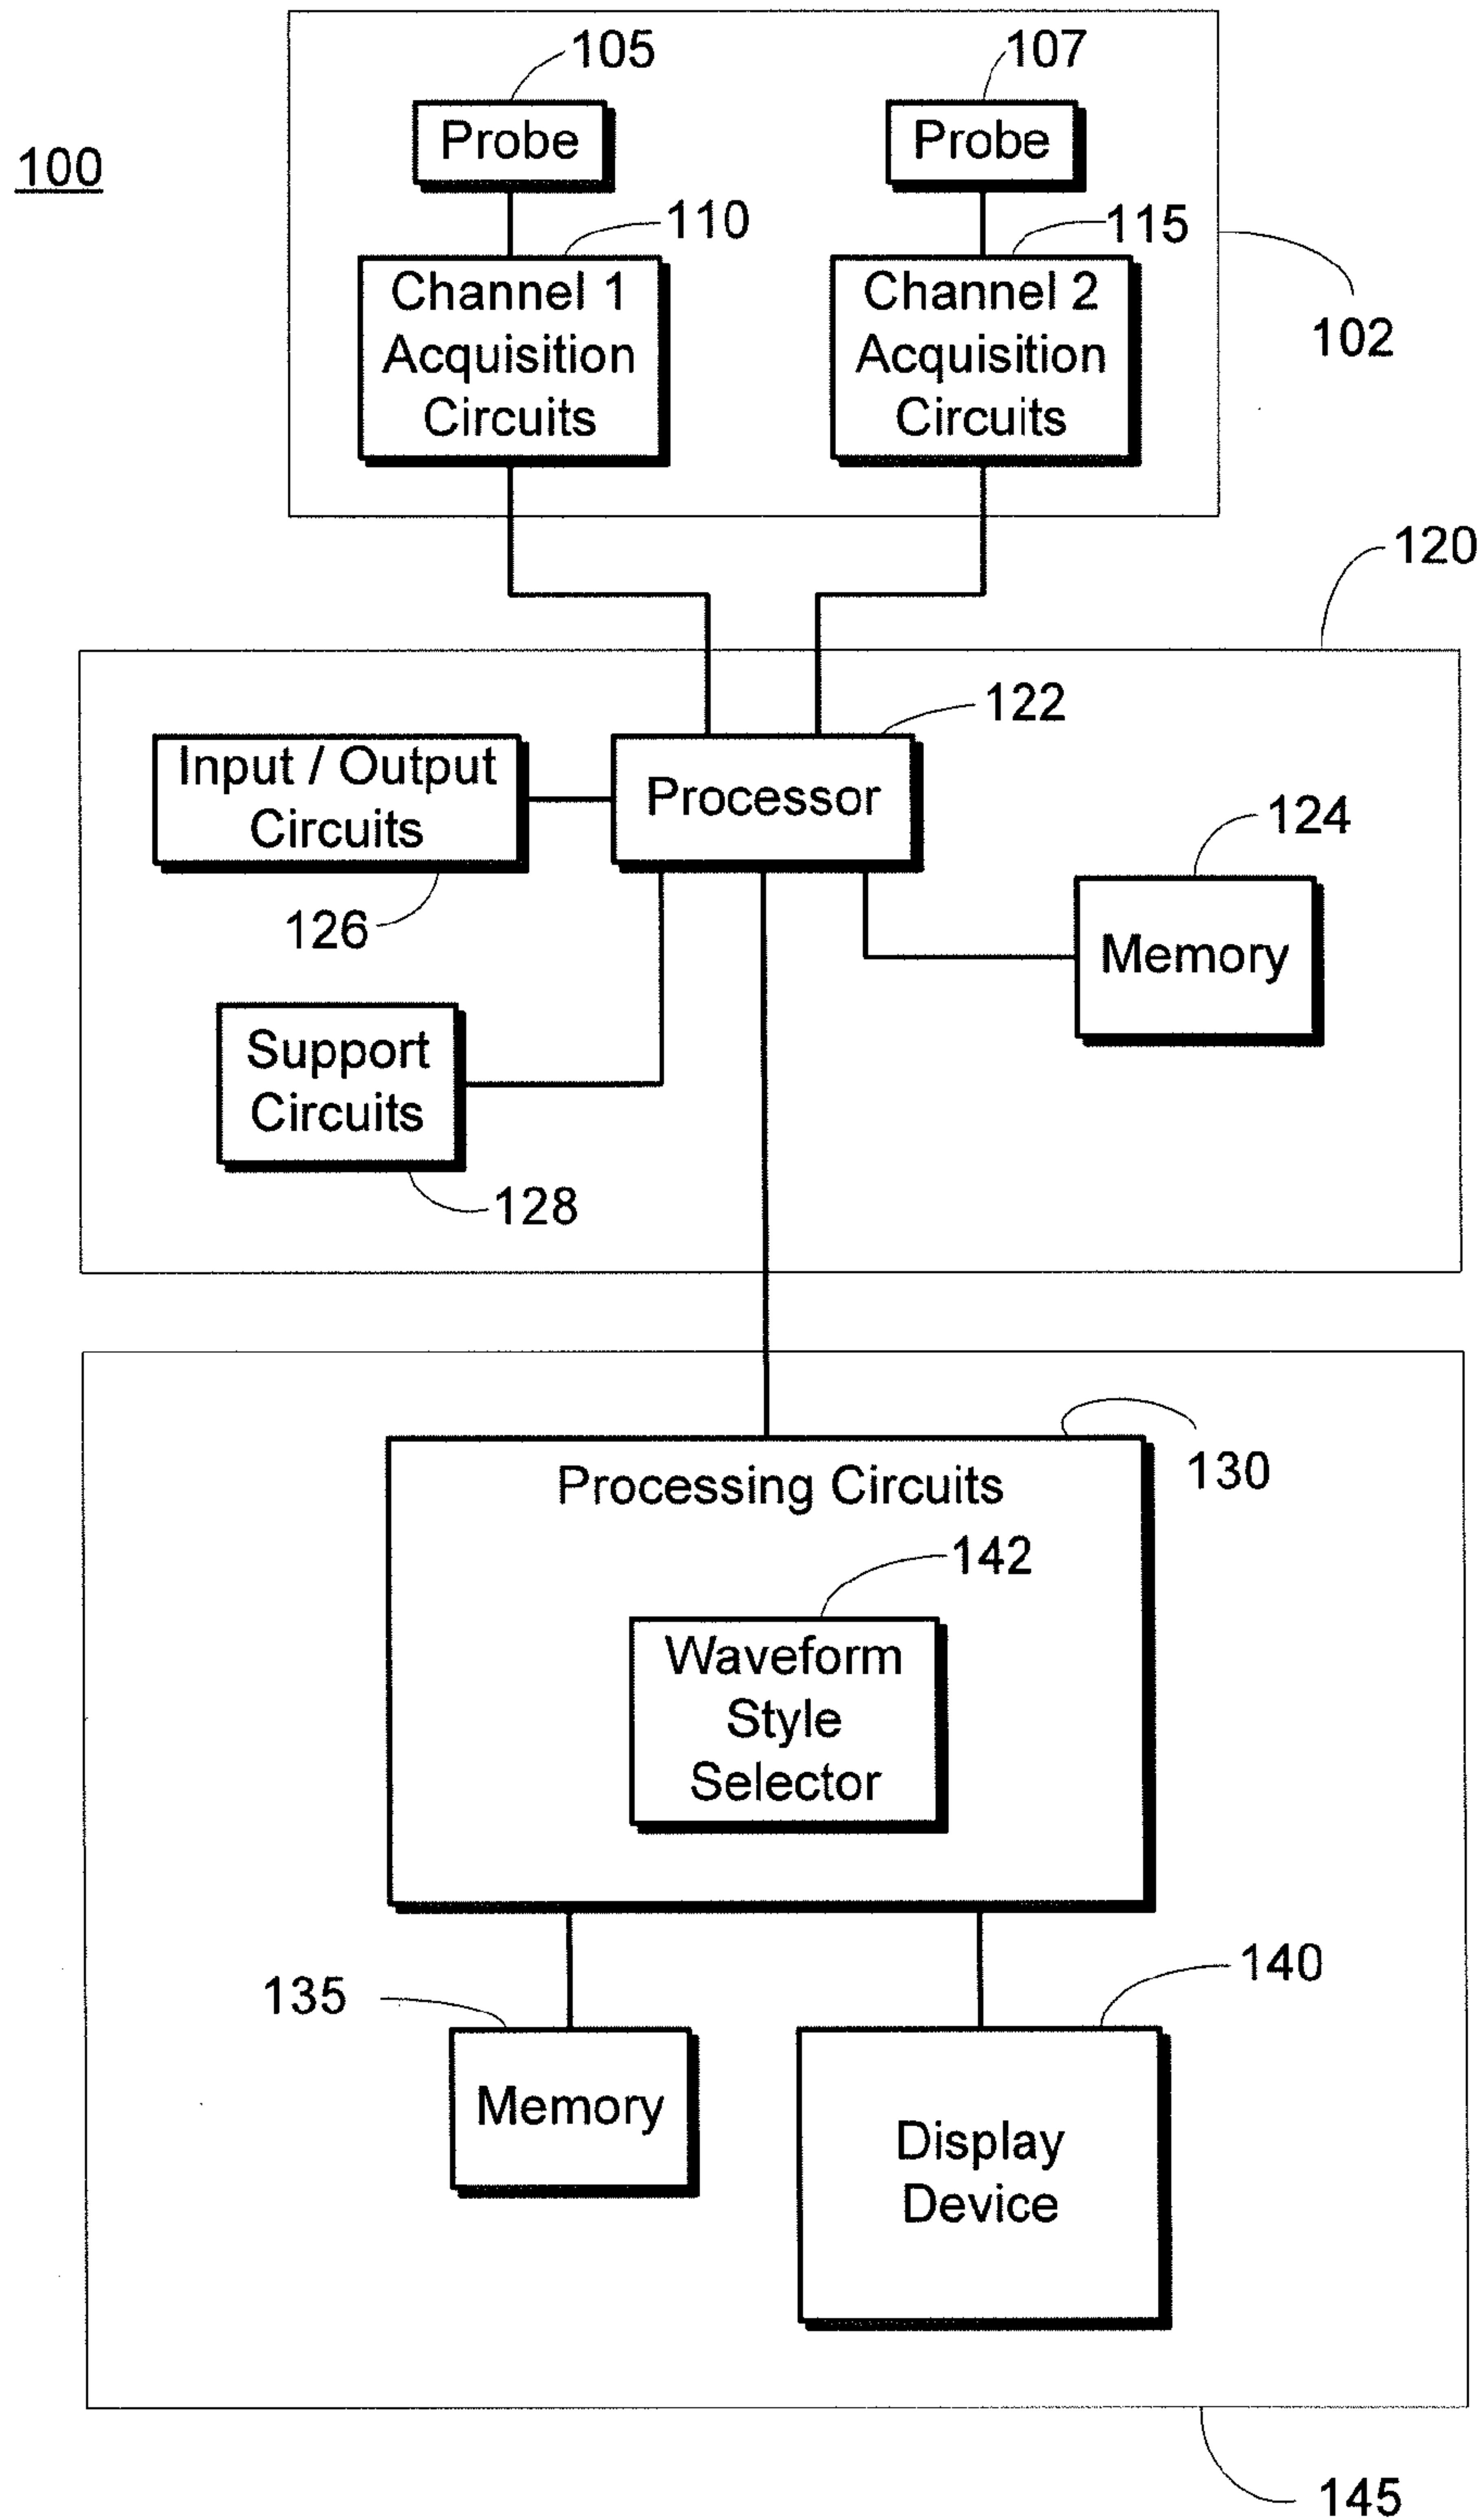 105
107
Probe
Probe
100
110
115
Channel 1
Acquisition
Circuits
Channel 2
Acquisition
Circuits
102
120
122
Input / Output
Circuits
Processor
124
126
Memory
Support
Circuits
128
Processing Circuits
130
142
Waveform
Style
Selector
135
140
Memory
Display
Device
145